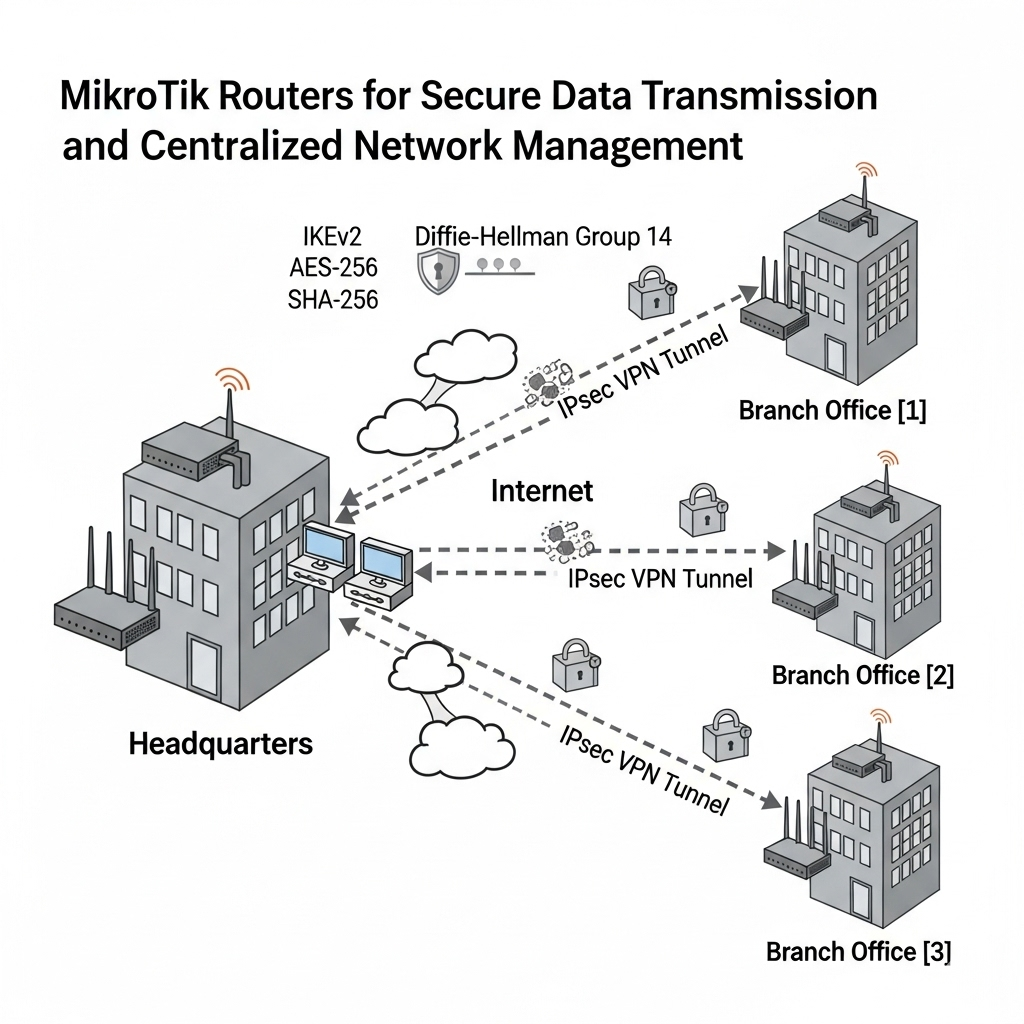 MikroTik Routers for Secure Data Transmission
and Centralized Network Management
IKEv2
AES-256
SHA-256
Diffie-Hellman Group 14
IPsec VPN Tunnel
Branch Office [1]
Internet
IPsec VPN Tunnel
Branch Office [2]
Headquarters
IPsec VPN Tunnel
Branch Office [3]